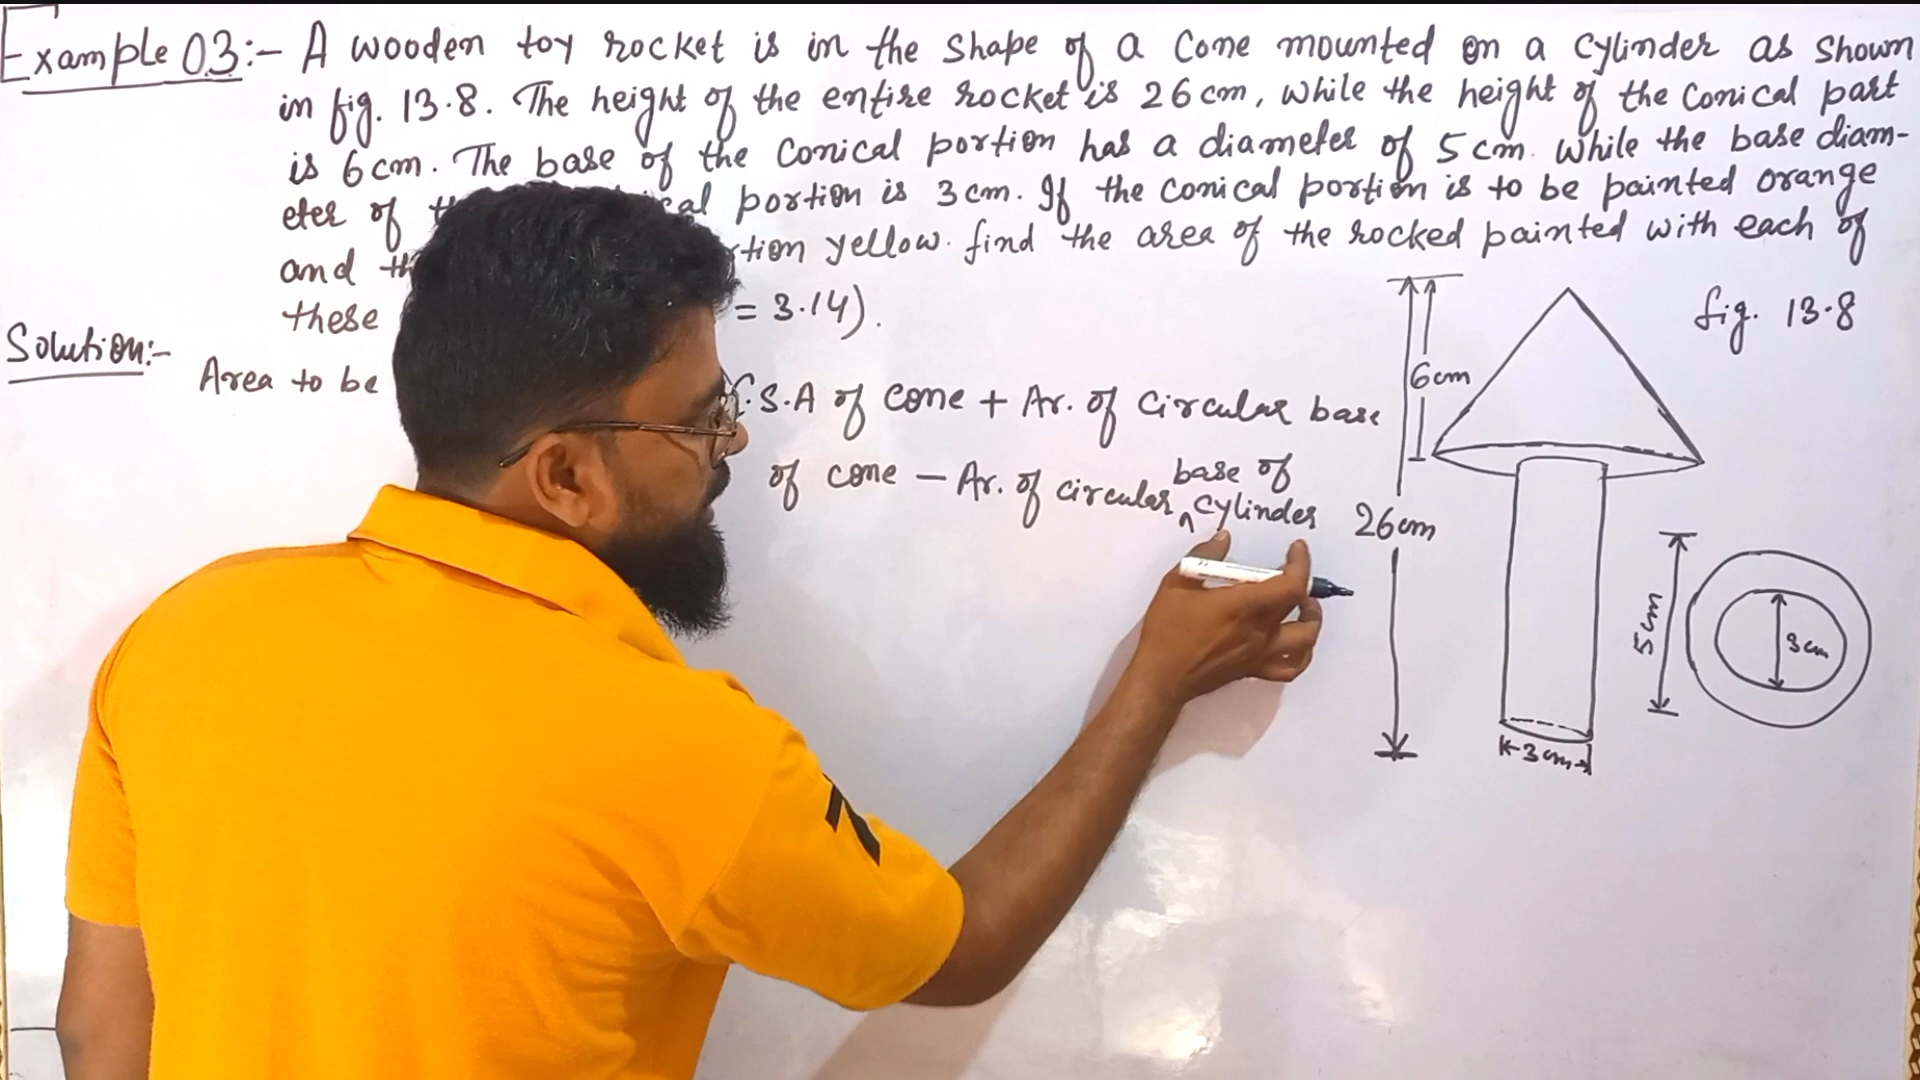 Example 03:- A wooden toy rocket is in the shape of a cone mounted on a cylinder as shown
in fig. 13.8. The height of the entire rocket is 26 cm, while the height of the conical part
is 6 cm. The base of the conical portion has a diameter of 5 cm. while the base diam-
eter of portion is 3 cm. If the conical portion is to be painted orange
and yellow. find the area of the rocked painted with each of
these = 3.14).
fig. 13.8
Solution:-
Area to be C.S.A of cone + Ar. of circular base
of cone - Ar. of circular base of cylinder
6cm
26cm
5cm
3cm
3cm